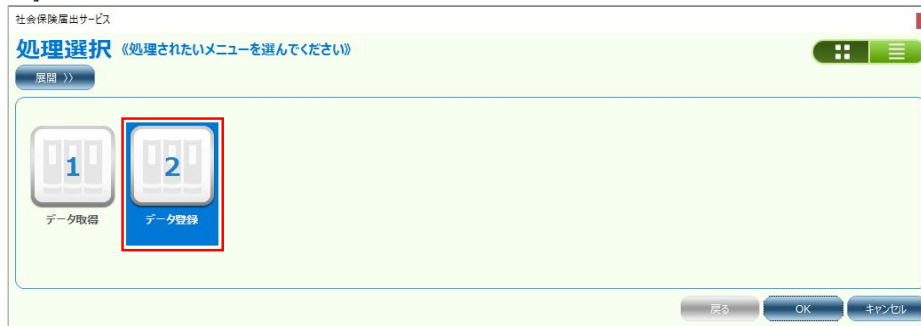 社会保険届出サービス
処理選択 《処理されたいメニューを選んでください》
展開 》
1
2
データ取得
データ登録
戻る
OK
キャンセル